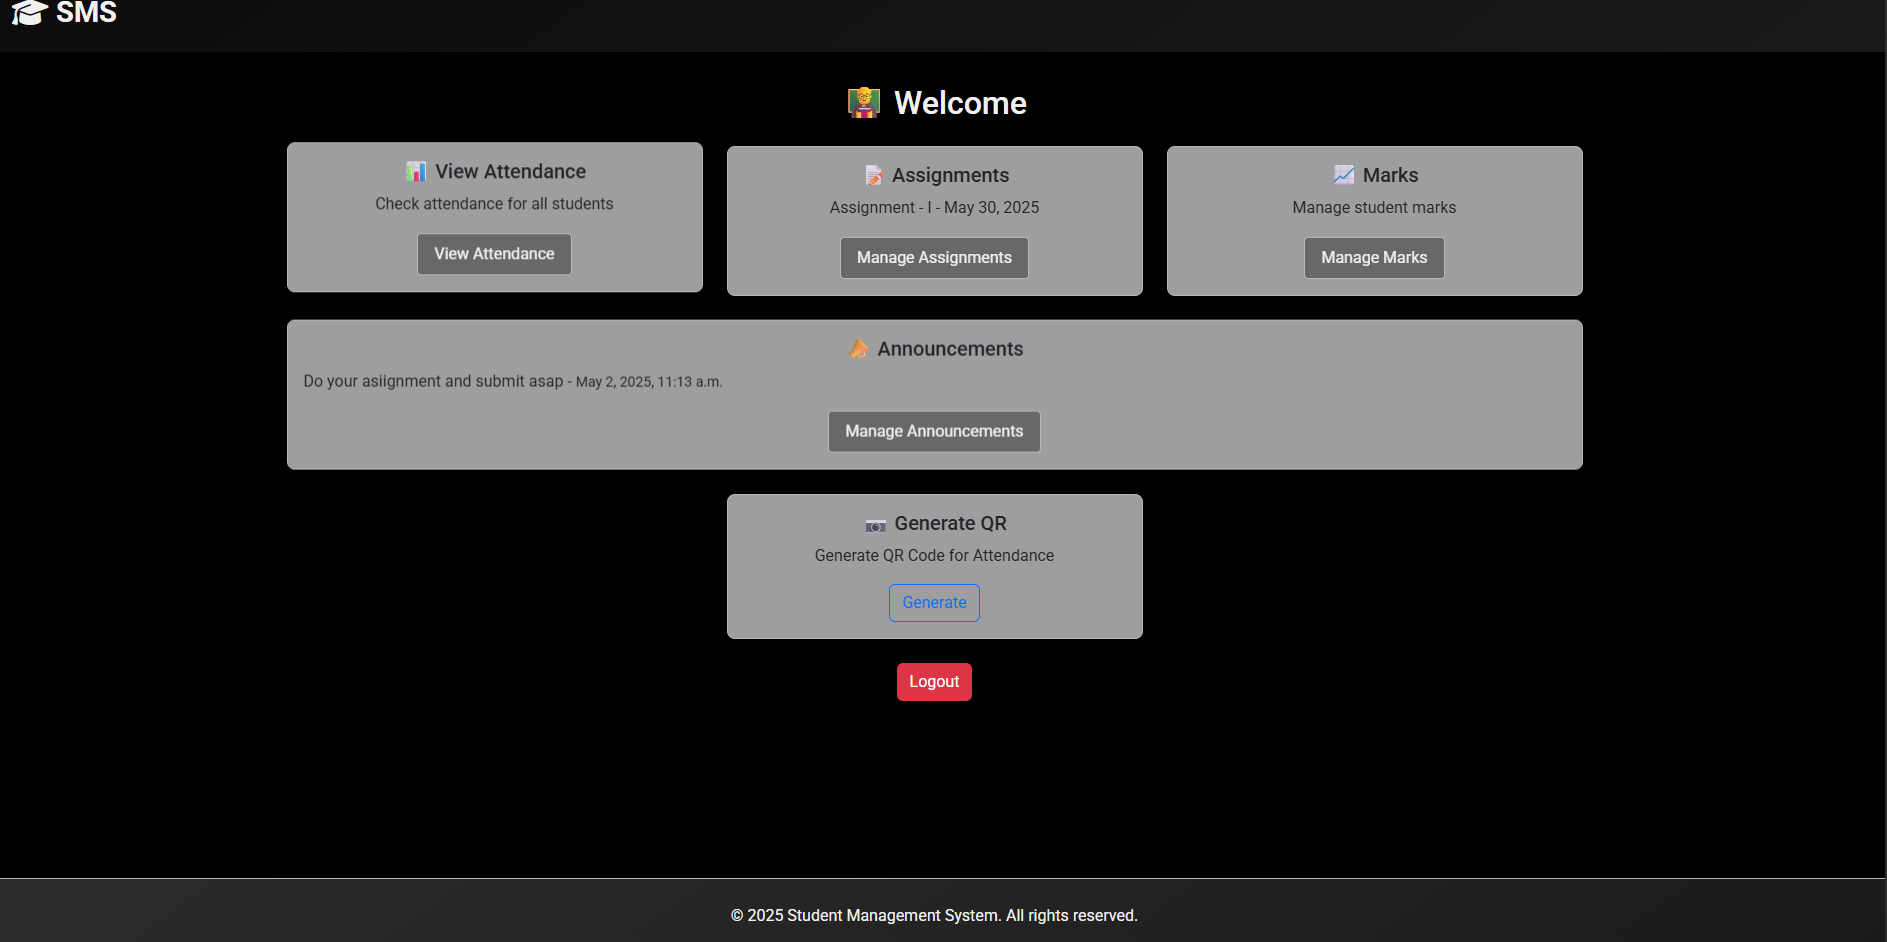 SMS
Welcome
View Attendance
Check attendance for all students
View Attendance
Assignments
Assignment - I - May 30, 2025
Manage Assignments
Marks
Manage student marks
Manage Marks
Announcements
Do your asiignment and submit asap - May 2, 2025, 11:13 a.m.
Manage Announcements
Generate QR
Generate QR Code for Attendance
Generate
Logout
© 2025 Student Management System. All rights reserved.